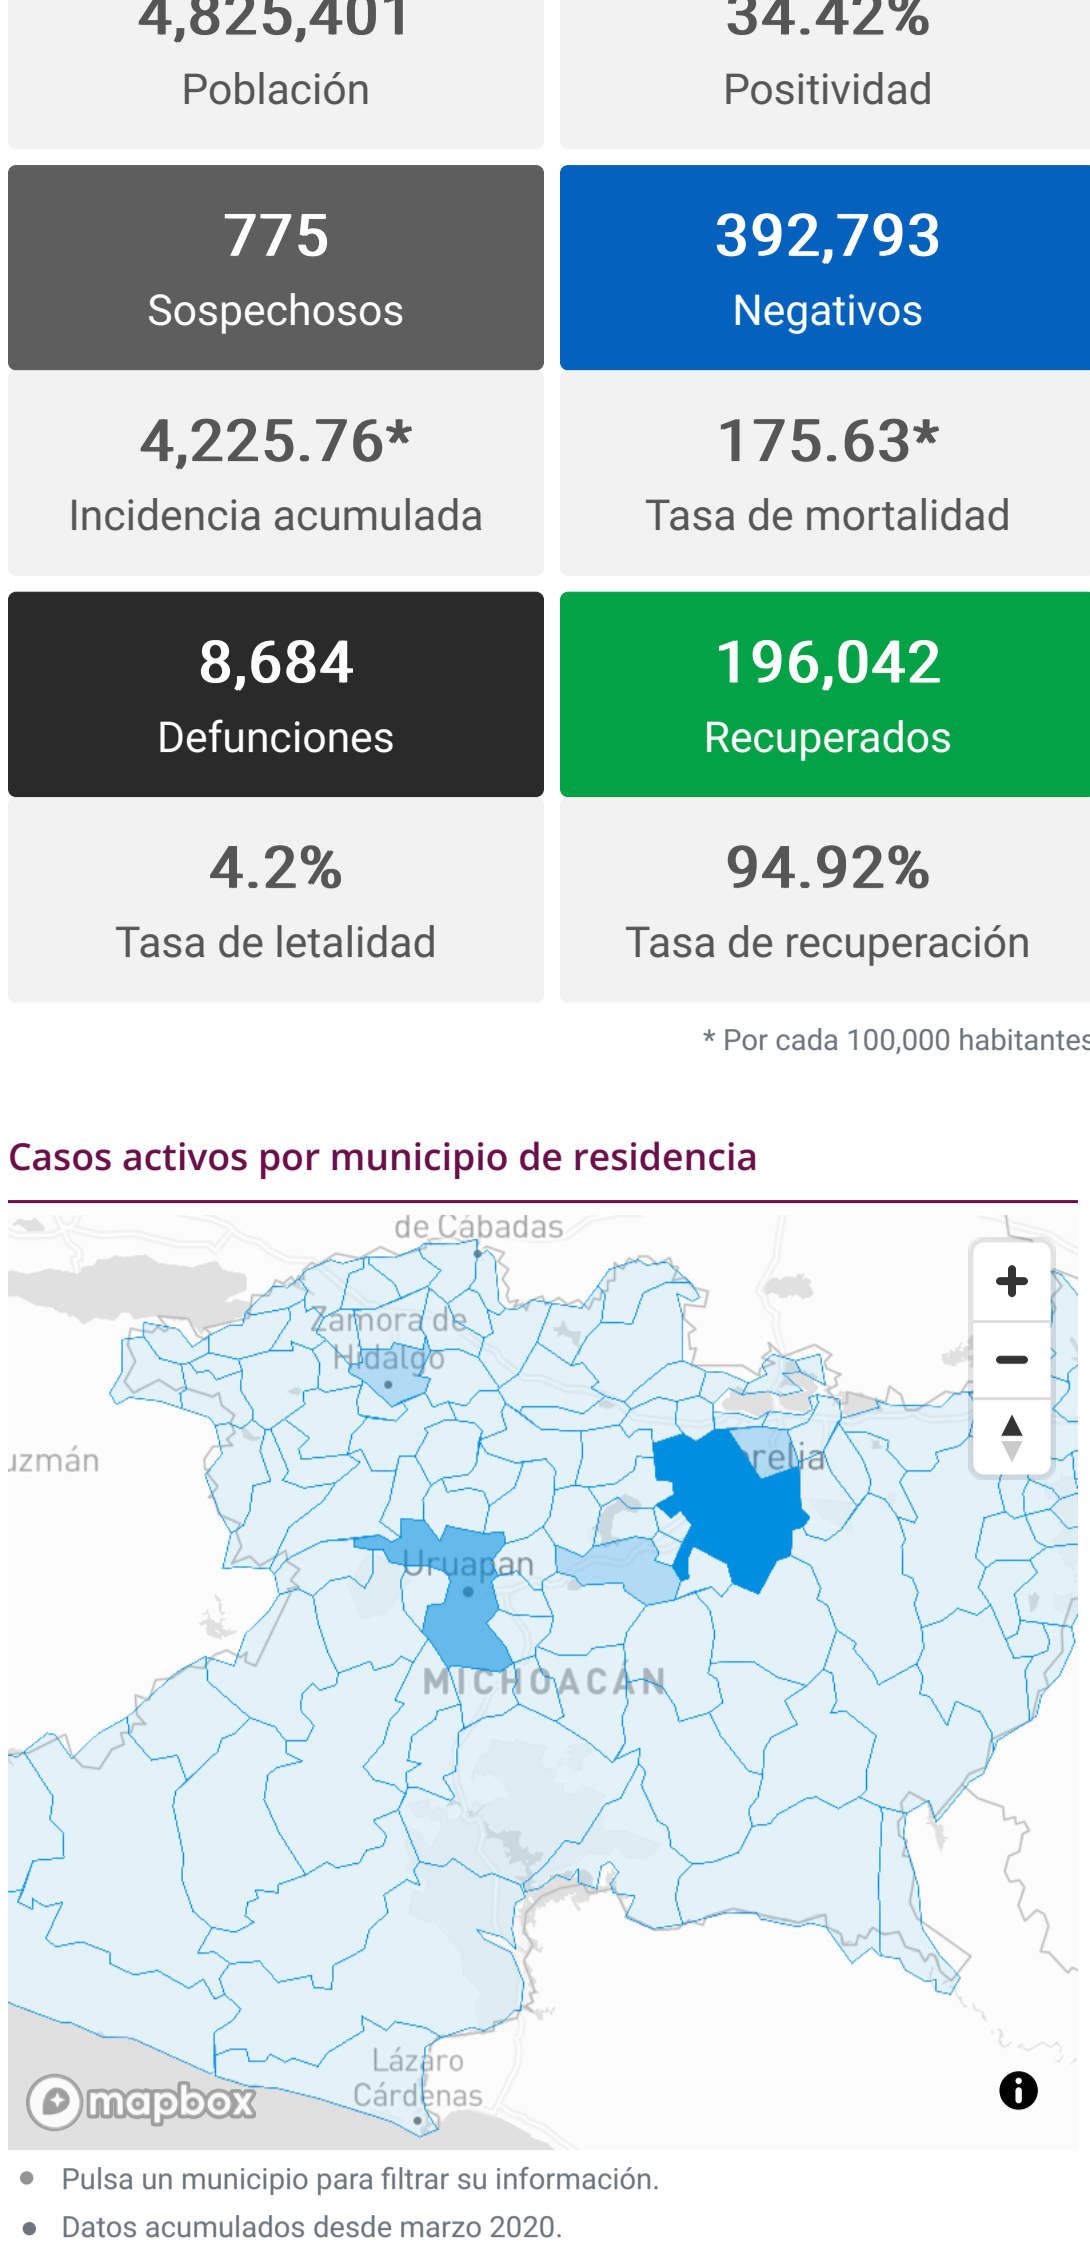 4,825,401
Población
34.42%
Positividad
775
Sospechosos
392,793
Negativos
4,225.76*
Incidencia acumulada
175.63*
Tasa de mortalidad
8,684
Defunciones
196,042
Recuperados
4.2%
Tasa de letalidad
94.92%
Tasa de recuperación
* Por cada 100,000 habitantes
Casos activos por municipio de residencia
de Cabadas
Zamora de
Hidalgo
uzmán
relia
Uruapan
MICHOACÁN
Lázaro
Cárdenas
mapbox
Pulsa un municipio para filtrar su información.
Datos acumulados desde marzo 2020.